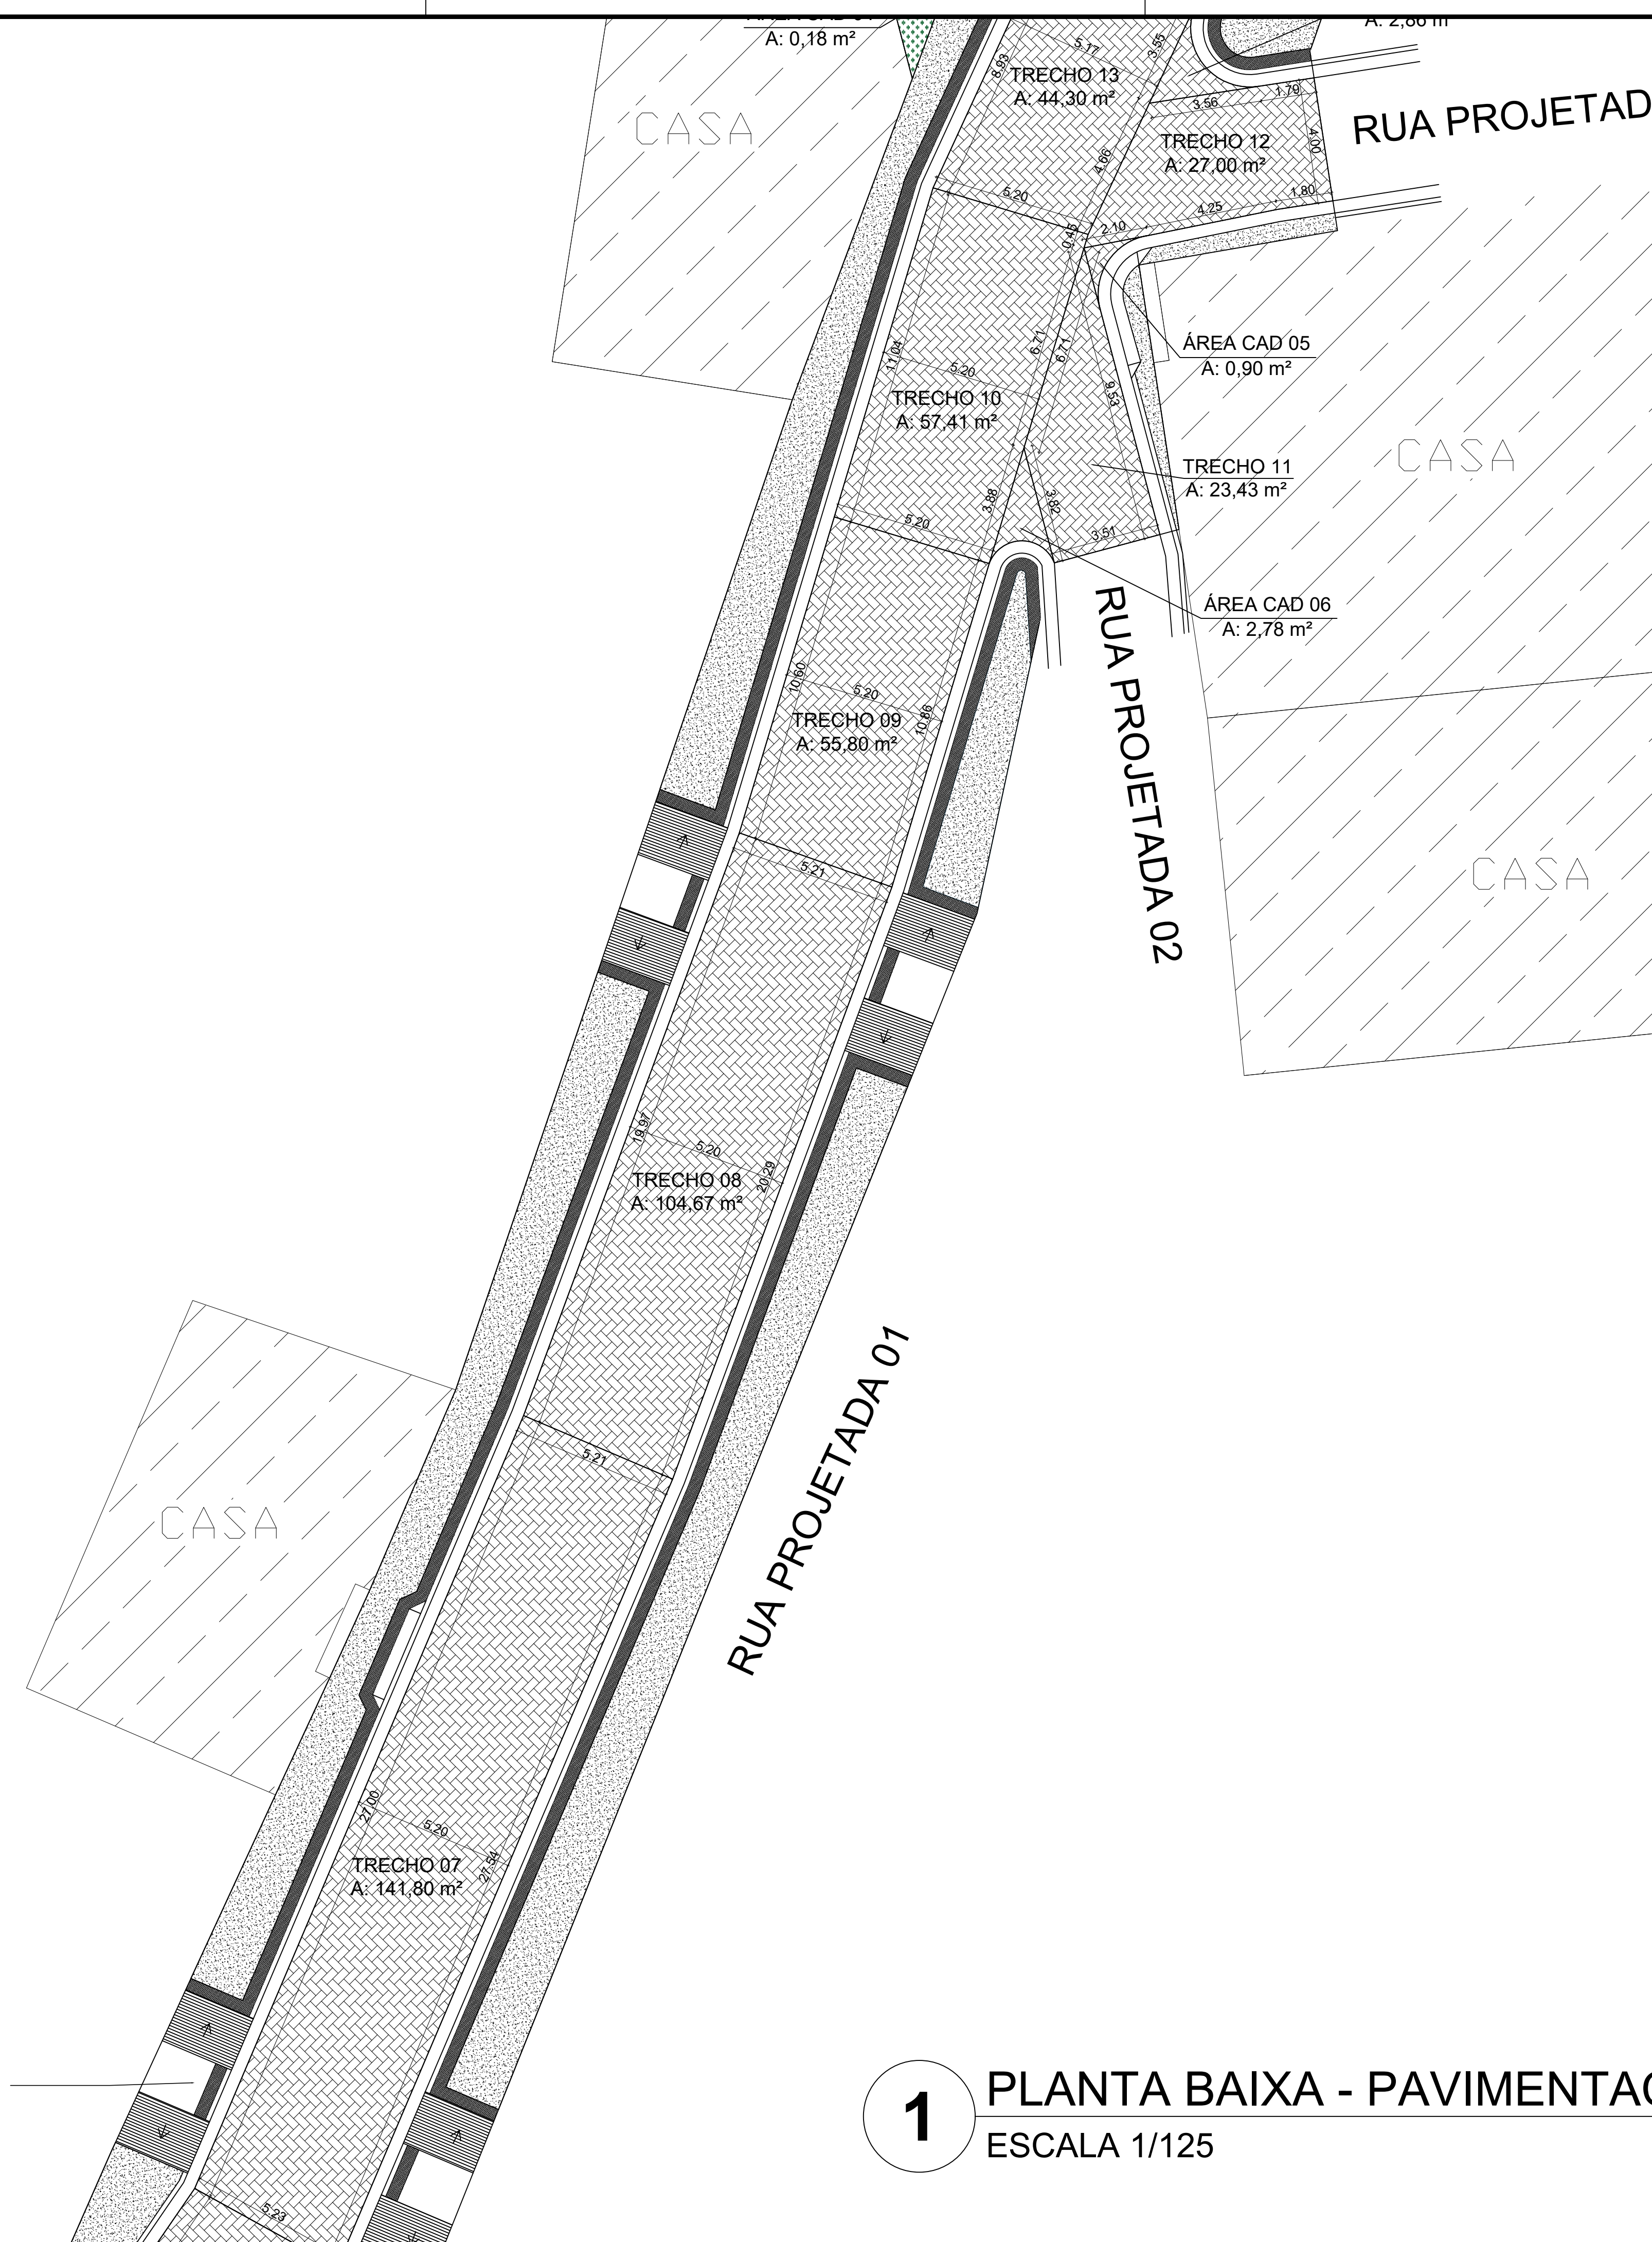 A: 0,18 m²
A: 2,86 m²
5.17
3.55
8.93
TRECHO 13
A: 44,30 m²
3.56
1.79
RUA PROJETAD
TRECHO 12
A: 27,00 m²
4.00
4.66
5.20
1.80
4.25
2.10
0.45
ÁREA CAD 05
A: 0,90 m²
6.71
6.71
11.04
5.20
9.53
TRECHO 10
A: 57,41 m²
CASA
CASA
TRECHO 11
A: 23,43 m²
3.88
3.82
5.20
3.51
ÁREA CAD 06
A: 2,78 m²
RUA PROJETADA 02
10.60
5.20
10.86
TRECHO 09
A: 55,80 m²
5.21
CASA
19.97
5.20
20.29
TRECHO 08
A: 104,67 m²
RUA PROJETADA 01
5.21
CASA
27.00
5.20
27.54
TRECHO 07
A: 141,80 m²
5.23
1
PLANTA BAIXA - PAVIMENTAÇ
ESCALA 1/125